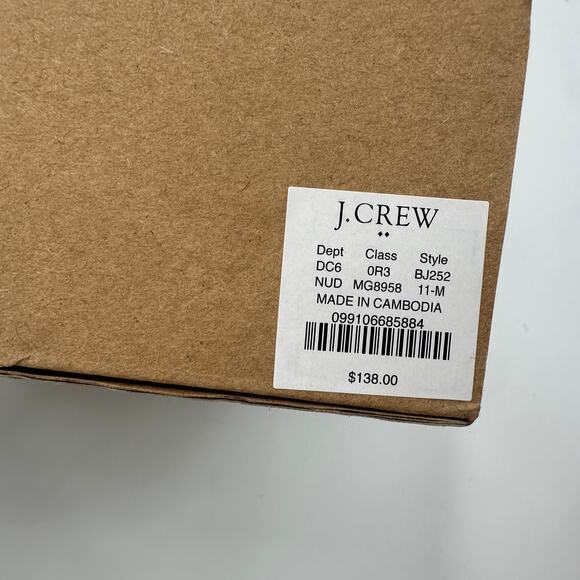 J.CREW
Dept Class Style
DC6 0R3 BJ252
NUD MG8958 11-M
MADE IN CAMBODIA
099106685884
$138.00